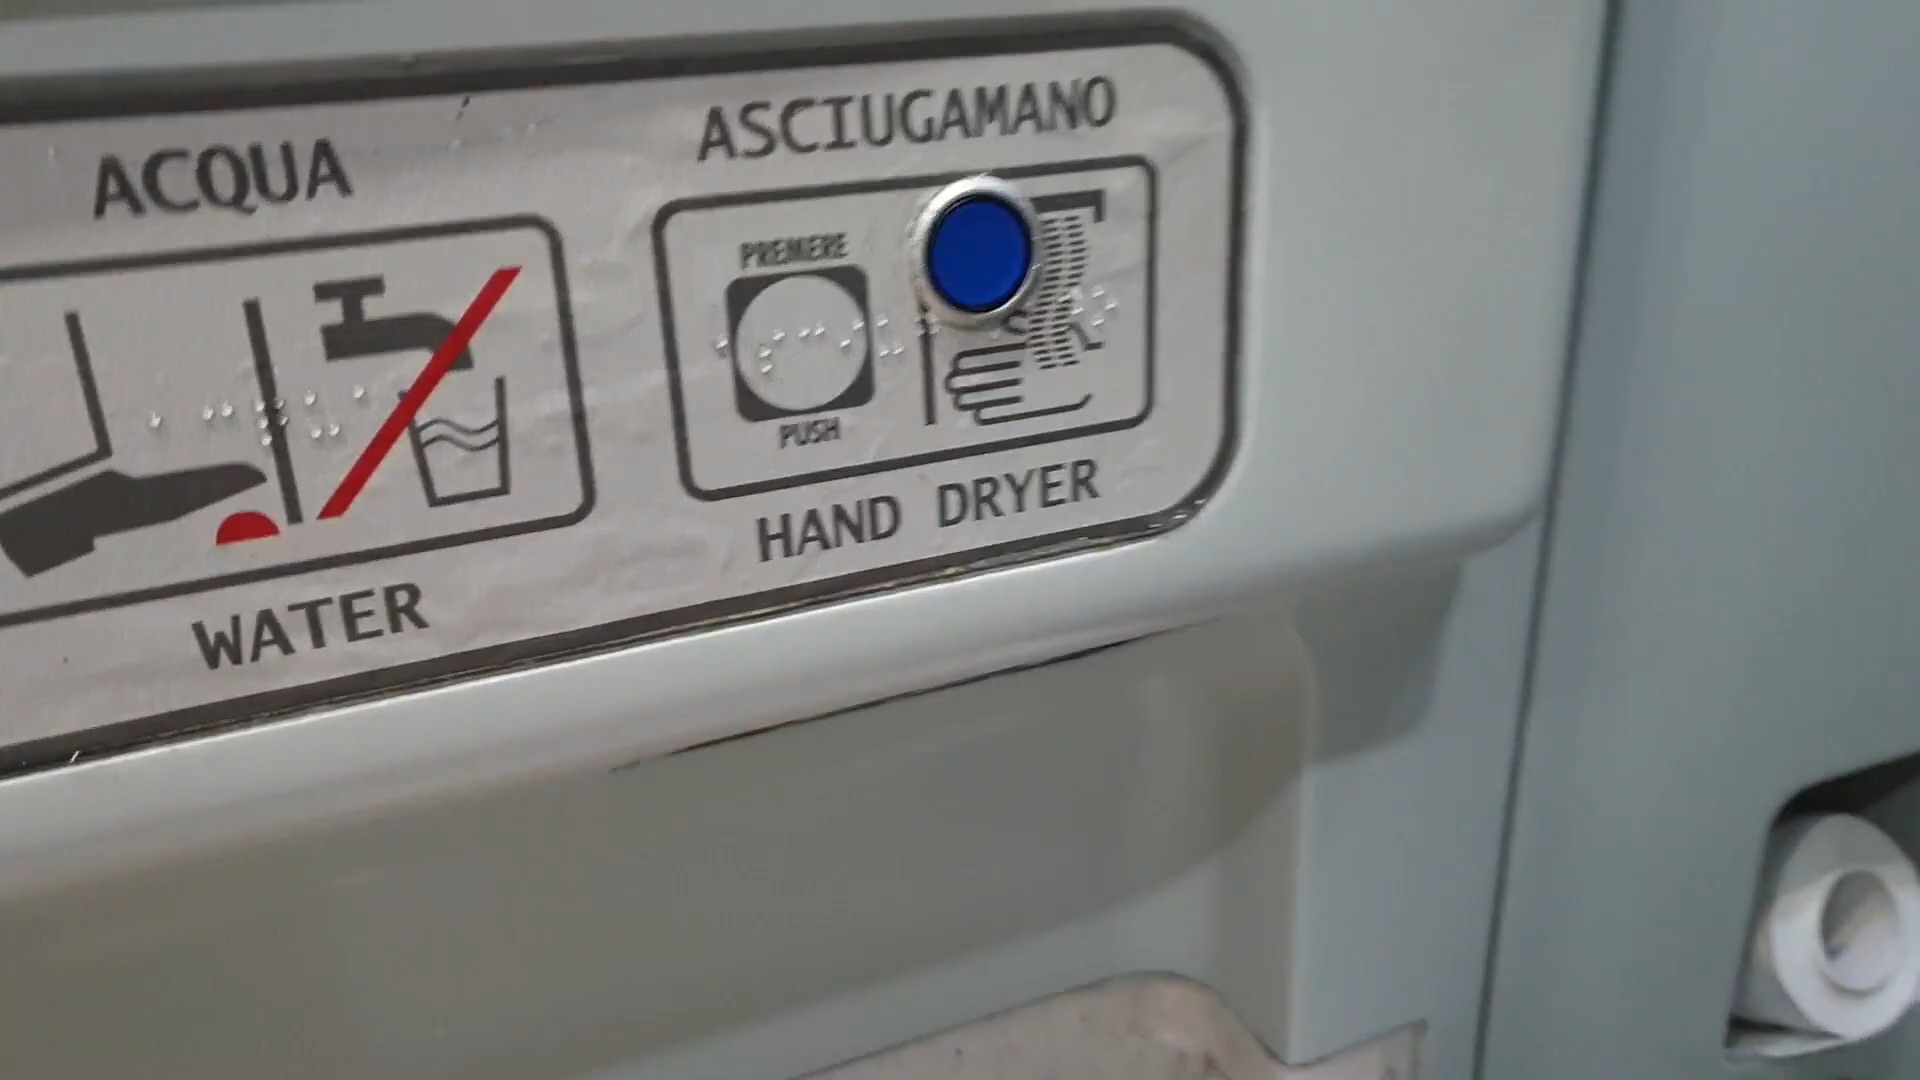 ACQUA
WATER
ASCIUGAMANO
PREMERE
PUSH
HAND DRYER